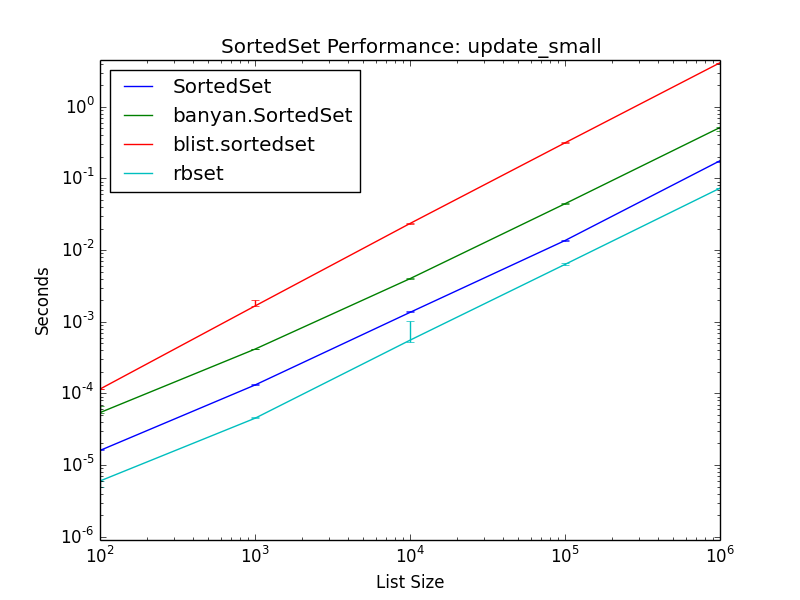 SortedSet Performance: update_small
SortedSet
banyan.SortedSet
blist.sortedset
rbset
Seconds
10^0
10^-1
10^-2
10^-3
10^-4
10^-5
10^-6
10^2 10^3 10^4 10^5 10^6
List Size